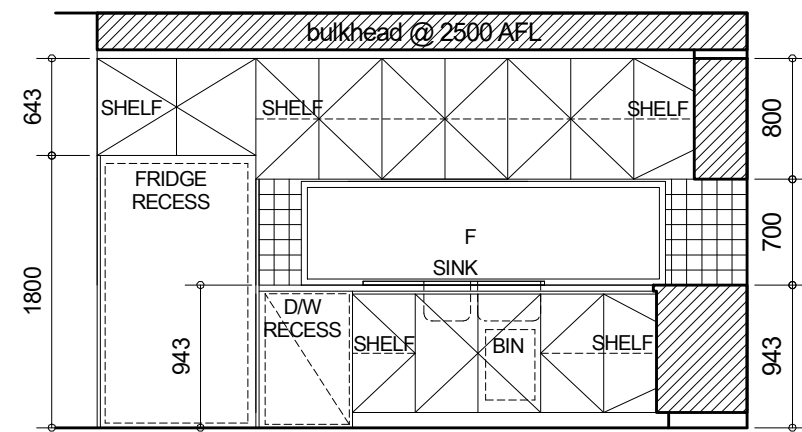 bulkhead @ 2500 AFL
643
SHELF
SHELF
SHELF
800
FRIDGE
RECESS
700
F
SINK
1800
D/W
RECESS
943
SHELF
BIN
SHELF
943